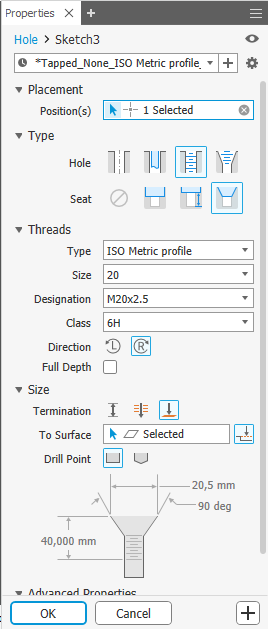 Properties × +
Hole > Sketch3
*Tapped_None_ISO Metric profile_
Placement
Position(s) 1 Selected
Type
Hole
Seat
Threads
Type ISO Metric profile
Size 20
Designation M20x2.5
Class 6H
Direction L R
Full Depth
Size
Termination
To Surface Selected
Drill Point
20,5 mm
90 deg
40,000 mm
Advanced Properties
OK Cancel +